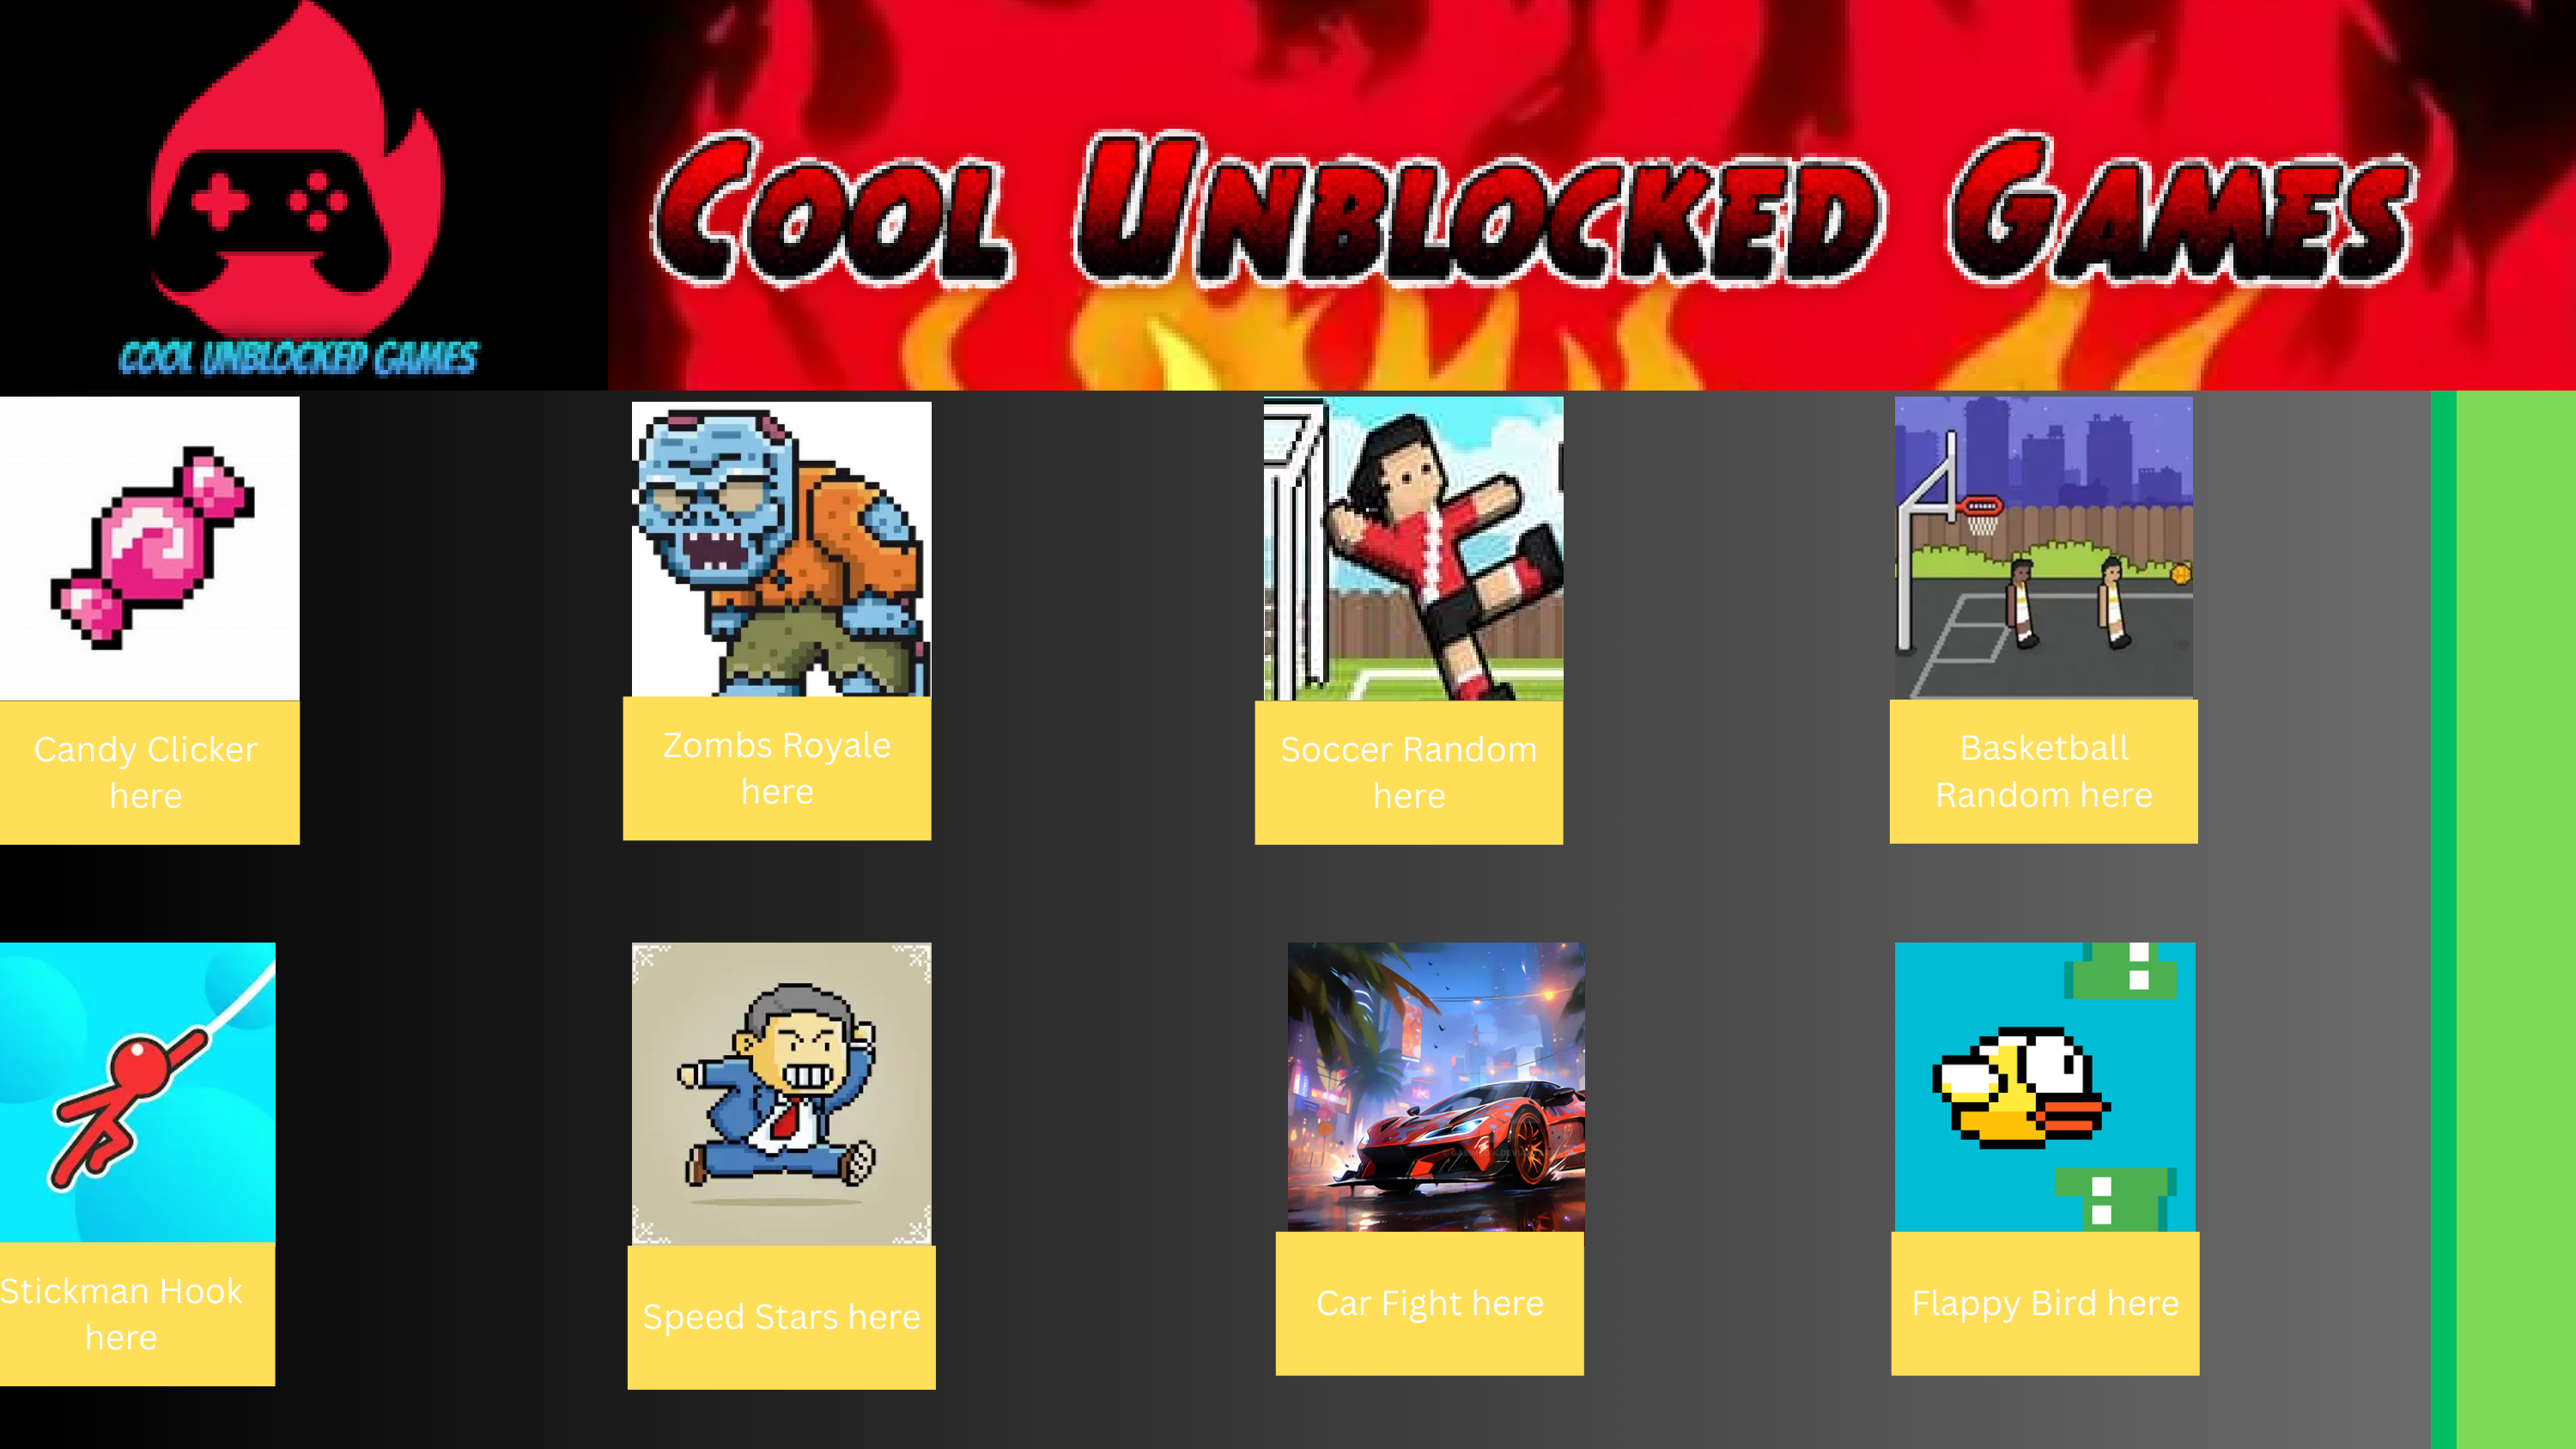 COOL UNBLOCKED GAMES
COOL UNBLOCKED GAMES
Candy Clicker
here
Zombs Royale
here
Soccer Random
here
Basketball
Random here
Stickman Hook
here
Speed Stars here
Car Fight here
Flappy Bird here